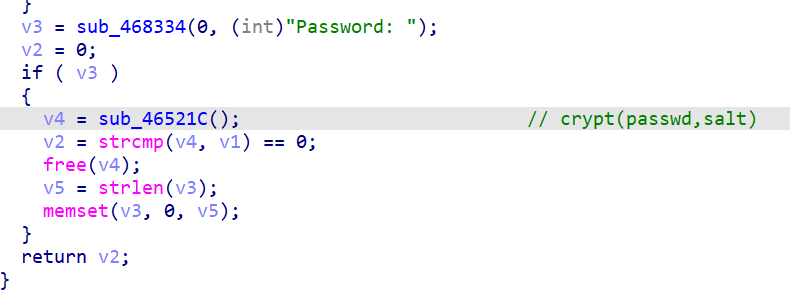 }
v3 = sub_468334(0, (int)"Password: ");
v2 = 0;
if ( v3 )
{
v4 = sub_46521C(); // crypt(passwd,salt)
v2 = strcmp(v4, v1) == 0;
free(v4);
v5 = strlen(v3);
memset(v3, 0, v5);
}
return v2;
}